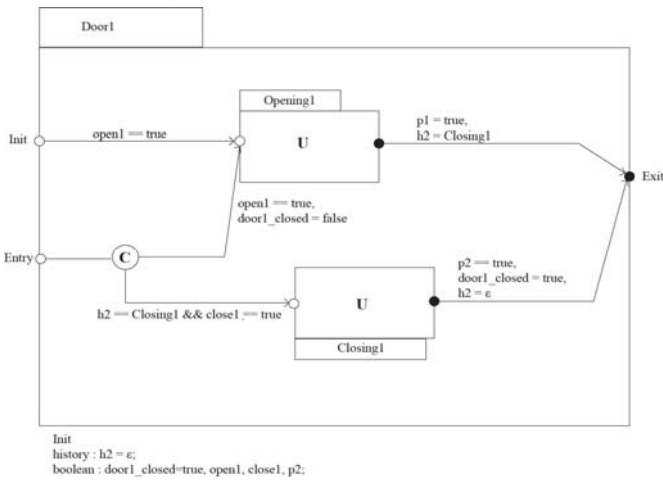 Door1
Opening1
p1 = true,
h2 = Closing1
Init
open1 == true
U
Exit
open1 == true,
door1_closed = false
Entry
C
p2 == true,
door1_closed = true,
h2 = ε
U
h2 == Closing1 && close1 == true
Closing1
Init
history : h2 = ε;
boolean : door1_closed=true, open1, close1, p2;